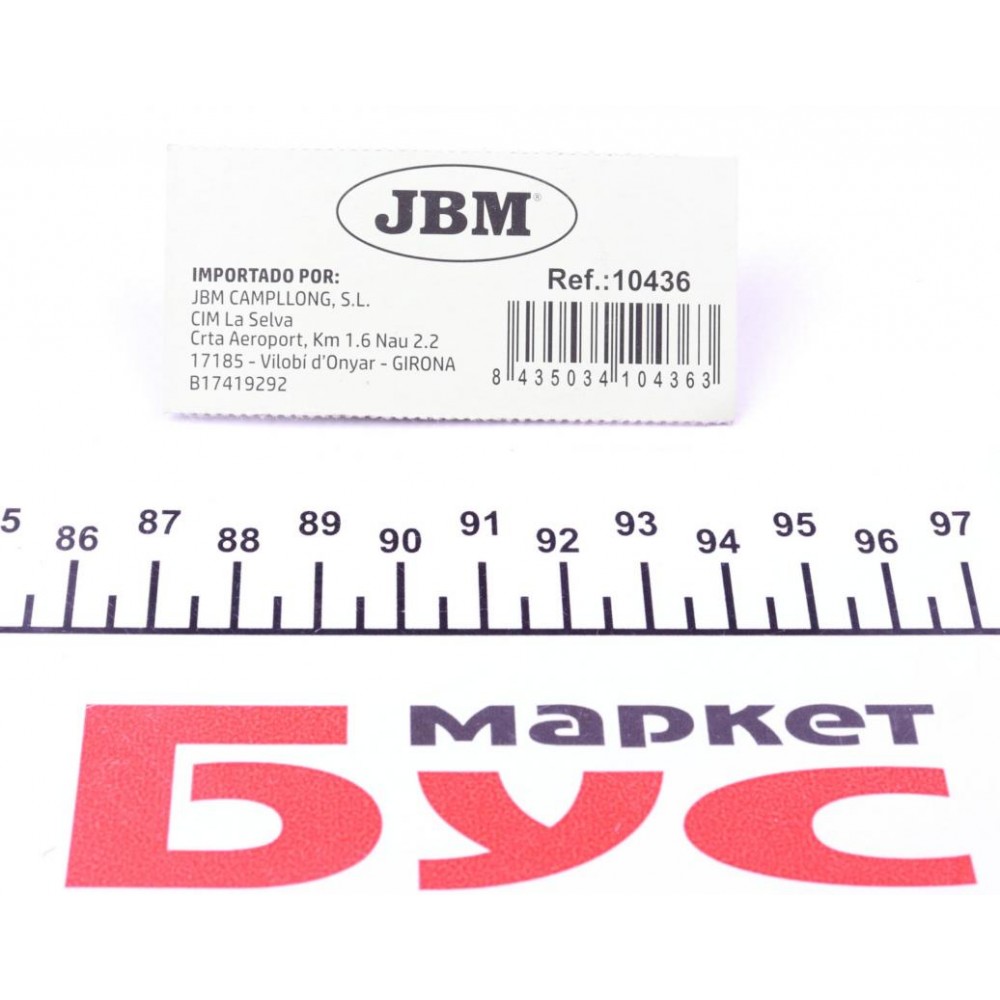 JBM®
IMPORTADO POR:
JBM CAMPLLONG, S.L.
CIM La Selva
Crta Aeroport, Km 1.6 Nau 2.2
17185 - Vilobí d'Onyar - GIRONA
B17419292
Ref.:10436
8 435034 104363
5 86 87 88 89 90 91 92 93 94 95 96 97
маркет
БУС